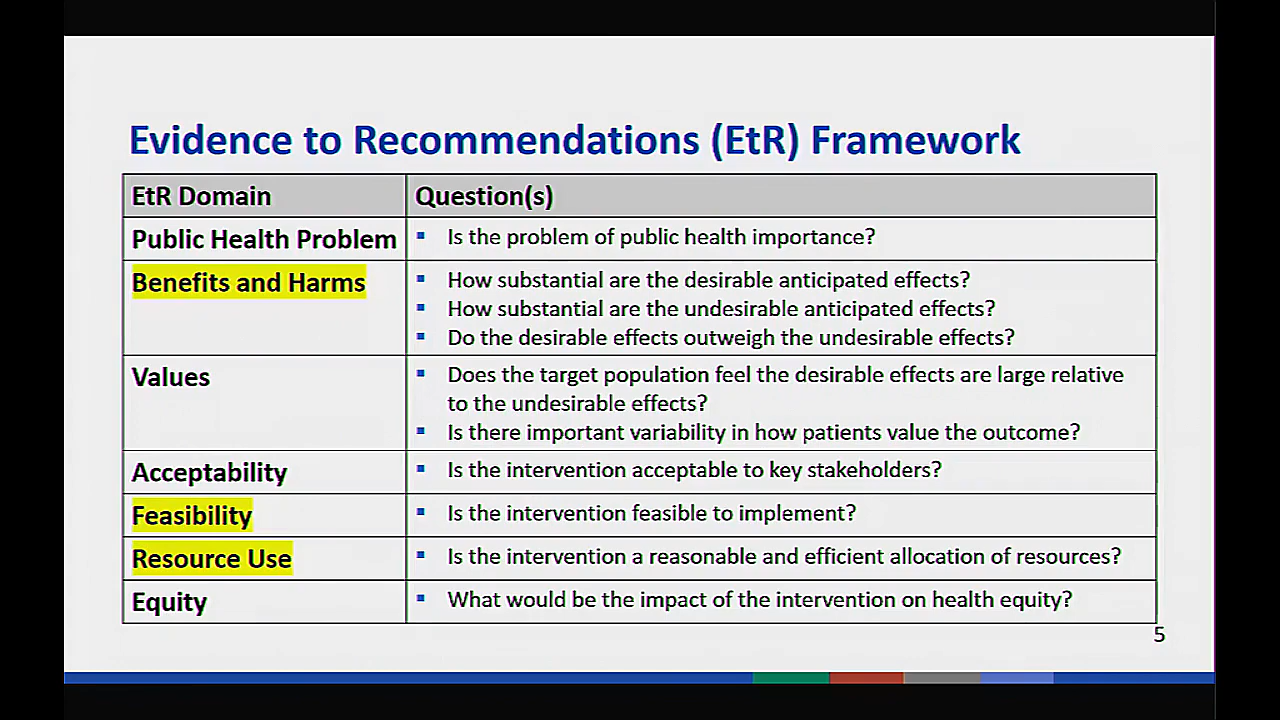 Evidence to Recommendations (EtR) Framework
EtR Domain
Question(s)
Public Health Problem
▪ Is the problem of public health importance?
Benefits and Harms
▪ How substantial are the desirable anticipated effects?
▪ How substantial are the undesirable anticipated effects?
▪ Do the desirable effects outweigh the undesirable effects?
Values
▪ Does the target population feel the desirable effects are large relative
to the undesirable effects?
▪ Is there important variability in how patients value the outcome?
Acceptability
▪ Is the intervention acceptable to key stakeholders?
Feasibility
▪ Is the intervention feasible to implement?
Resource Use
▪ Is the intervention a reasonable and efficient allocation of resources?
Equity
▪ What would be the impact of the intervention on health equity?
5